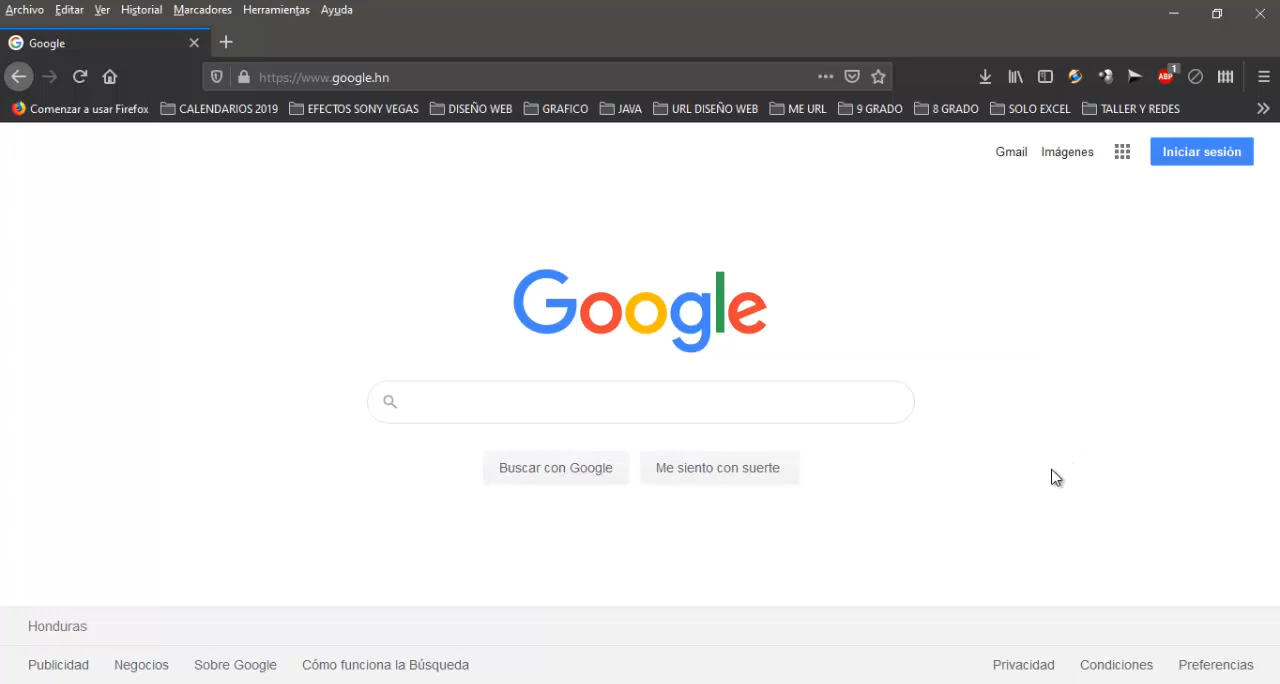 Archivo Editar Ver Historial Marcadores Herramientas Ayuda
Google
https://www.google.hn
ABP 1
Comenzar a usar Firefox CALENDARIOS 2019 EFECTOS SONY VEGAS DISEÑO WEB GRAFICO JAVA URL DISEÑO WEB ME URL 9 GRADO 8 GRADO SOLO EXCEL TALLER Y REDES
Gmail Imágenes Iniciar sesión
Google
Buscar con Google Me siento con suerte
Honduras
Publicidad Negocios Sobre Google Cómo funciona la Búsqueda Privacidad Condiciones Preferencias